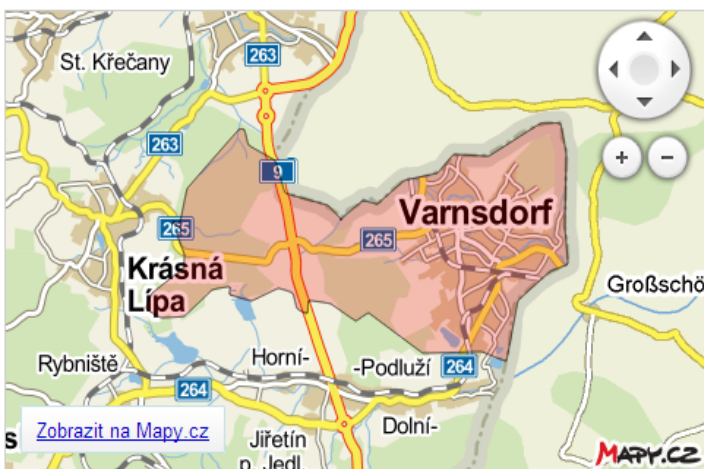 263
St. Křečany
263
9
Varnsdorf
265
265
Krásná
Lípa
Großschö
Rybniště
Horní-
-Podluží
264
264
Zobrazit na Mapy.cz
s
Jiřetín
p. Jedl.
Dolní-
MAPY.CZ